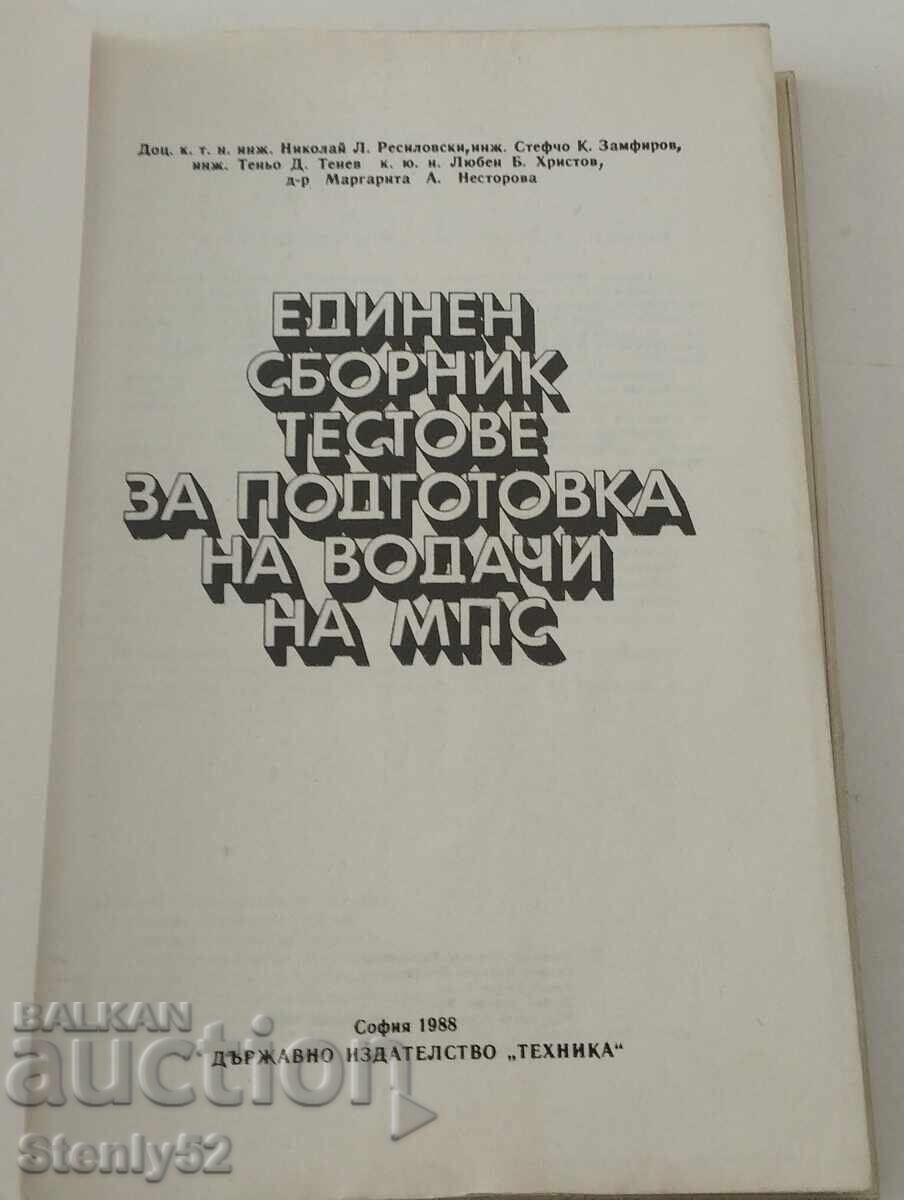 Доц. к. т. н. инж. Николай Л. Ресиловски, инж. Стефчо К. Замфиров,
инж. Теньо Д. Тенев к. ю. н. Любен Б. Христов,
д-р Маргарита А. Несторова
ЕДИНЕН
СБОРНИК
ТЕСТОВЕ
ЗА ПОДГОТОВКА
НА ВОДАЧИ
НА МПС
София 1988
ДЪРЖАВНО ИЗДАТЕЛСТВО „ТЕХНИКА“
BALKAN
auction
Stenly52